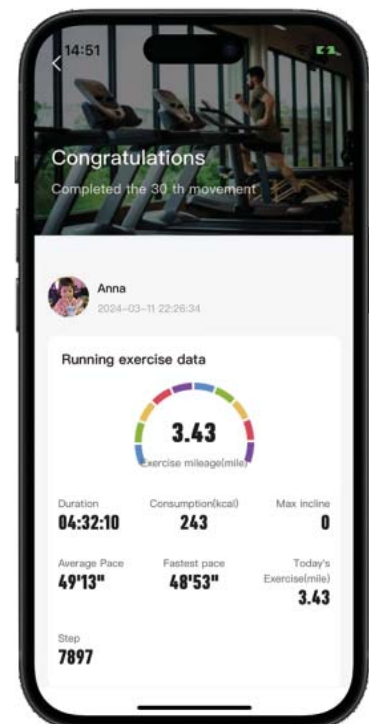 14:51
Congratulations
Completed the 30 th movement
Anna
2024-03-11 22:26:34
Running exercise data
3.43
Exercise mileage(mile)
Duration
Consumption(kcal)
Max incline
04:32:10
243
0
Average Pace
Fastest pace
Today's
Exercise(mile)
49'13"
48'53"
3.43
Step
7897